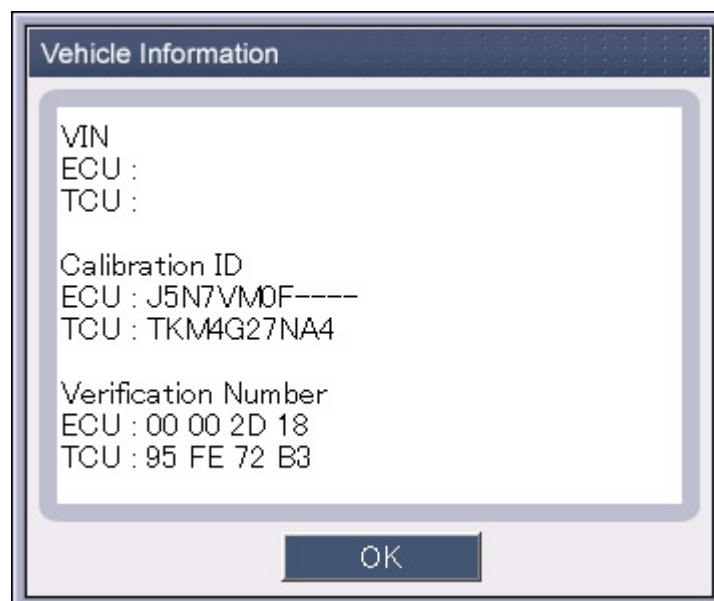 Vehicle Information
VIN
ECU :
TCU :
Calibration ID
ECU : J5N7VM0F----
TCU : TKM4G27NA4
Verification Number
ECU : 00 00 2D 18
TCU : 95 FE 72 B3
OK